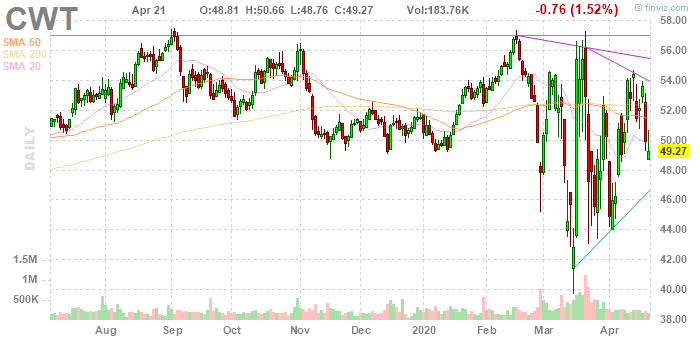 CWT
Apr 21
O:48.81 H:50.66 L:48.76 C:49.27
Vol:183.76K
-0.76 (1.52%)
© finviz.com
SMA 50
SMA 200
SMA 20
DAILY
58.00
56.00
54.00
52.00
50.00
49.27
48.00
46.00
44.00
42.00
40.00
38.00
1.5M
1M
500K
Aug
Sep
Oct
Nov
Dec
2020
Feb
Mar
Apr